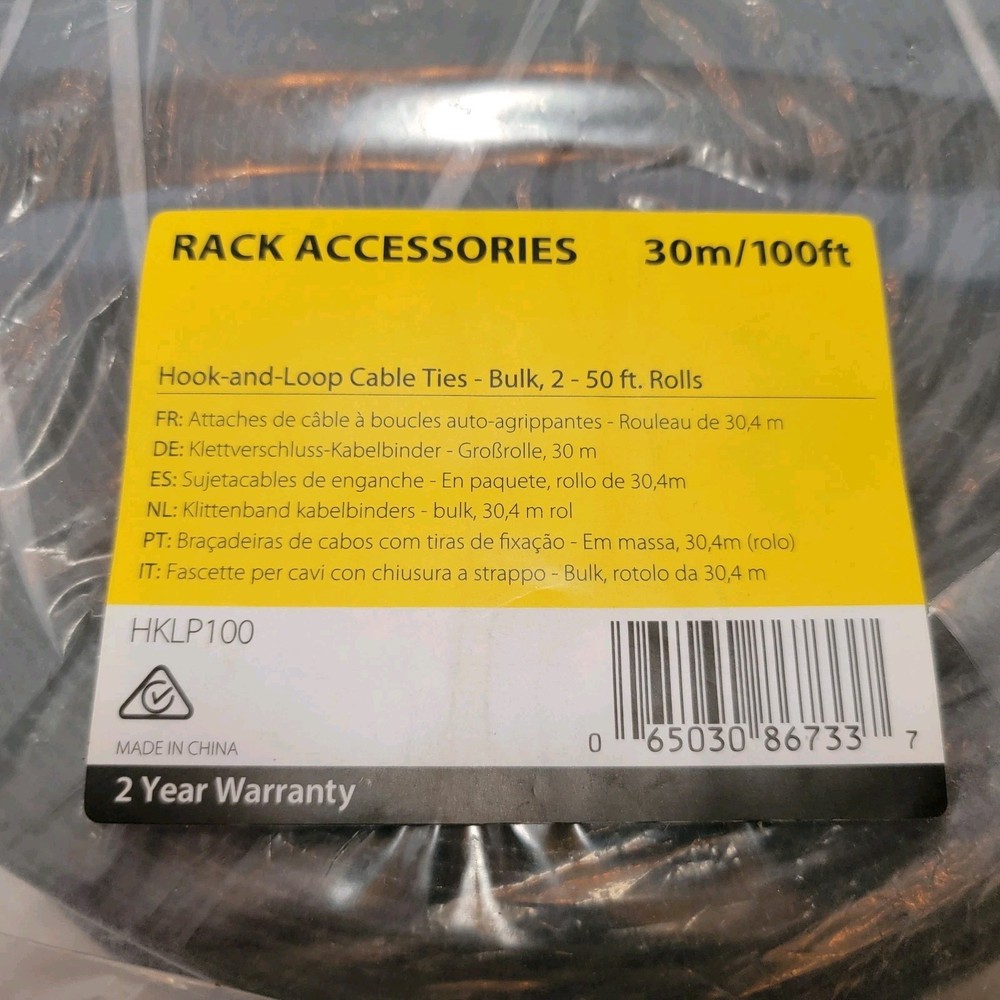 RACK ACCESSORIES 30m/100ft
Hook-and-Loop Cable Ties - Bulk, 2 - 50 ft. Rolls
FR: Attaches de câble à boucles auto-agrippantes - Rouleau de 30,4 m
DE: Klettverschluss-Kabelbinder - Großrolle, 30 m
ES: Sujetacables de enganche - En paquete, rollo de 30,4m
NL: Klittenband kabelbinders - bulk, 30,4 m rol
PT: Braçadeiras de cabos com tiras de fixação - Em massa, 30,4m (rolo)
IT: Fascette per cavi con chiusura a strappo - Bulk, rotolo da 30,4 m
HKLP100
0 65030 86733 7
MADE IN CHINA
2 Year Warranty